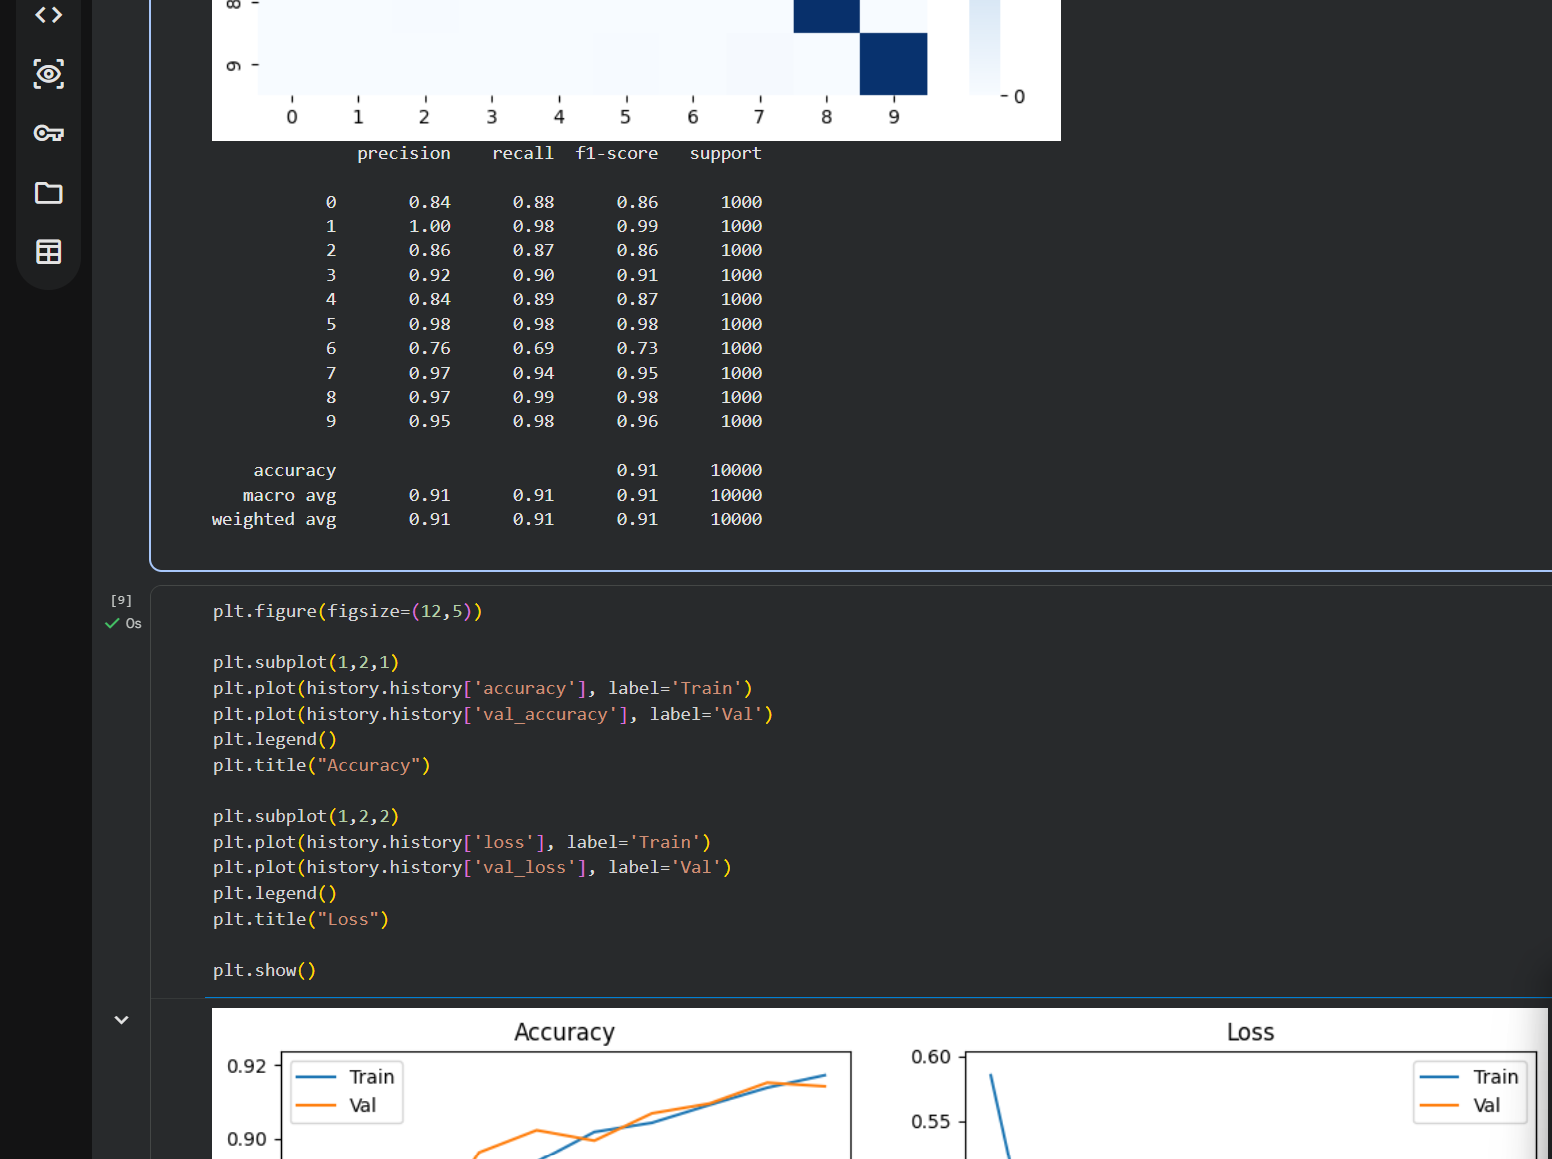 8
9
0
0 1 2 3 4 5 6 7 8 9
precision recall f1-score support
0 0.84 0.88 0.86 1000
1 1.00 0.98 0.99 1000
2 0.86 0.87 0.86 1000
3 0.92 0.90 0.91 1000
4 0.84 0.89 0.87 1000
5 0.98 0.98 0.98 1000
6 0.76 0.69 0.73 1000
7 0.97 0.94 0.95 1000
8 0.97 0.99 0.98 1000
9 0.95 0.98 0.96 1000
accuracy 0.91 10000
macro avg 0.91 0.91 0.91 10000
weighted avg 0.91 0.91 0.91 10000
[9]
0s
plt.figure(figsize=(12,5))
plt.subplot(1,2,1)
plt.plot(history.history['accuracy'], label='Train')
plt.plot(history.history['val_accuracy'], label='Val')
plt.legend()
plt.title("Accuracy")
plt.subplot(1,2,2)
plt.plot(history.history['loss'], label='Train')
plt.plot(history.history['val_loss'], label='Val')
plt.legend()
plt.title("Loss")
plt.show()
Accuracy
0.92
Train
Val
0.90
Loss
0.60
Train
Val
0.55